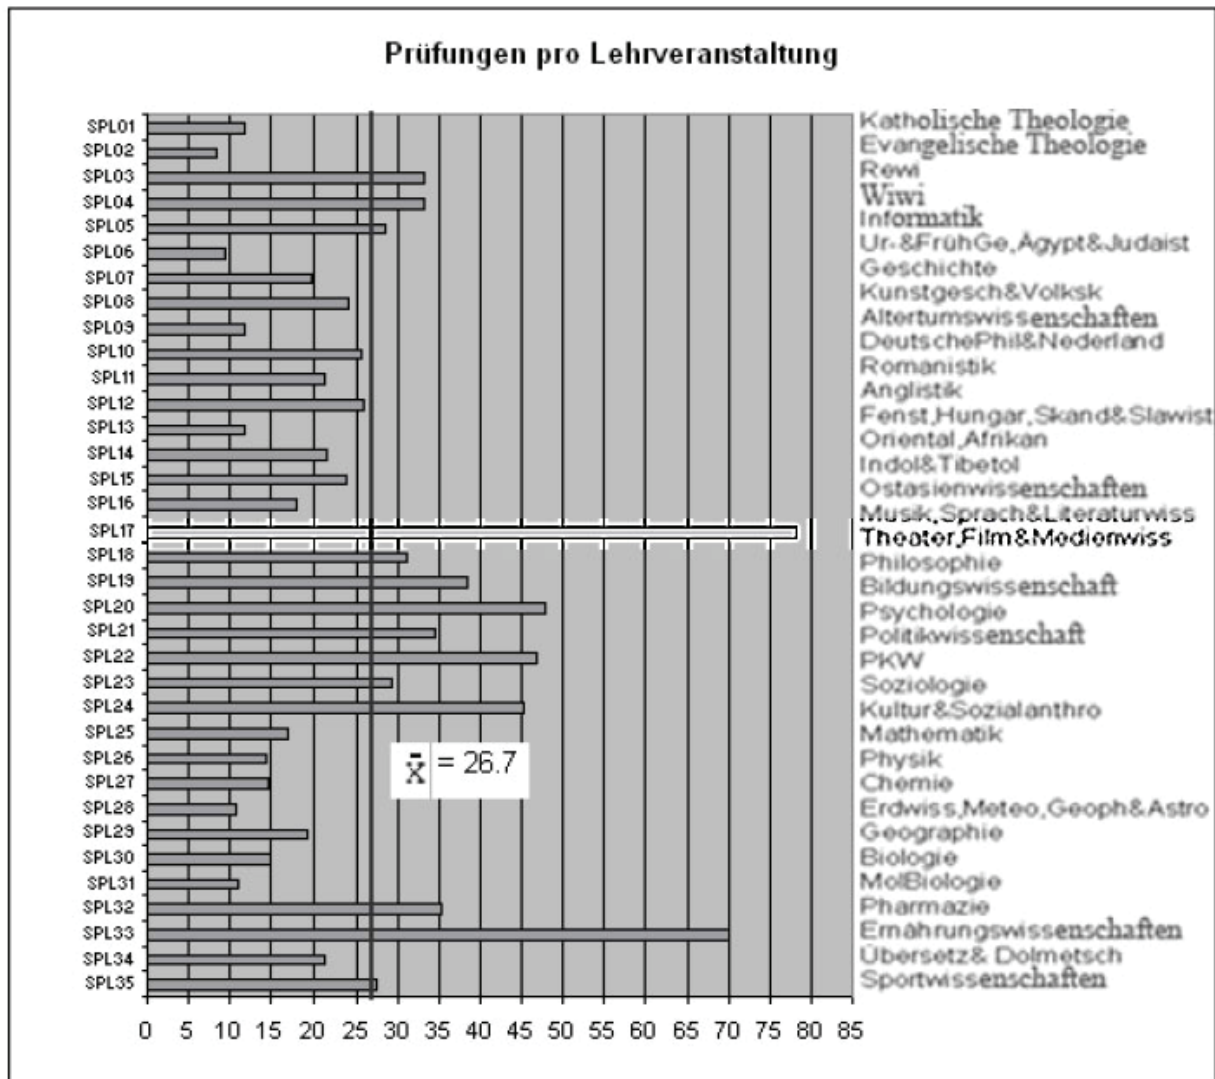 Prüfungen pro Lehrveranstaltung
SPL01 Katholische Theologie
SPL02 Evangelische Theologie
SPL03 Rewi
SPL04 Wiwi
SPL05 Informatik
SPL06 Ur-&FrühGe,Ägypt&Judaist
SPL07 Geschichte
SPL08 Kunstgesch&Volksk
SPL09 Altertumswissenschaften
SPL10 DeutschePhil&Nederland
SPL11 Romanistik
SPL12 Anglistik
SPL13 Fenst,Hungar,Skand&Slawist
SPL14 Oriental,Afrikan
SPL15 Indol&Tibetol
SPL16 Ostasienwissenschaften
Musik,Sprach&Literaturwiss
SPL17 Theater,Film&Medienwiss
SPL18 Philosophie
SPL19 Bildungswissenschaft
SPL20 Psychologie
SPL21 Politikwissenschaft
SPL22 PKW
SPL23 Soziologie
SPL24 Kultur&Sozialanthro
SPL25 Mathematik
SPL26 Physik
x̄ = 26.7
SPL27 Chemie
SPL28 Erdwiss,Meteo,Geoph&Astro
SPL29 Geographie
SPL30 Biologie
SPL31 MolBiologie
SPL32 Pharmazie
SPL33 Ernährungswissenschaften
SPL34 Übersetz& Dolmetsch
SPL35 Sportwissenschaften
0 5 10 15 20 25 30 35 40 45 50 55 60 65 70 75 80 85